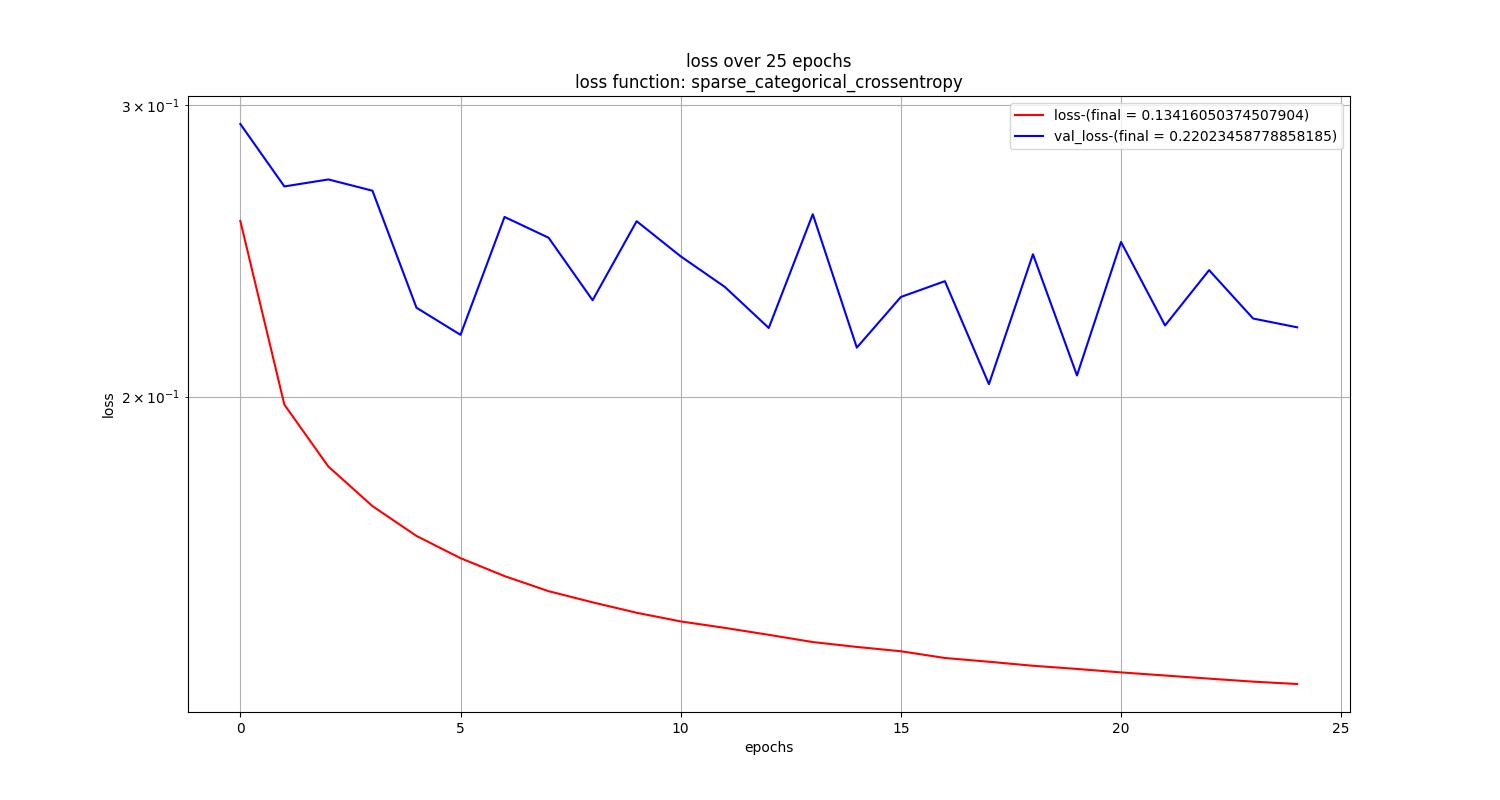 loss over 25 epochs
loss function: sparse_categorical_crossentropy
3 × 10⁻¹
2 × 10⁻¹
loss
loss-(final = 0.13416050374507904)
val_loss-(final = 0.22023458778858185)
0 5 10 15 20 25
epochs